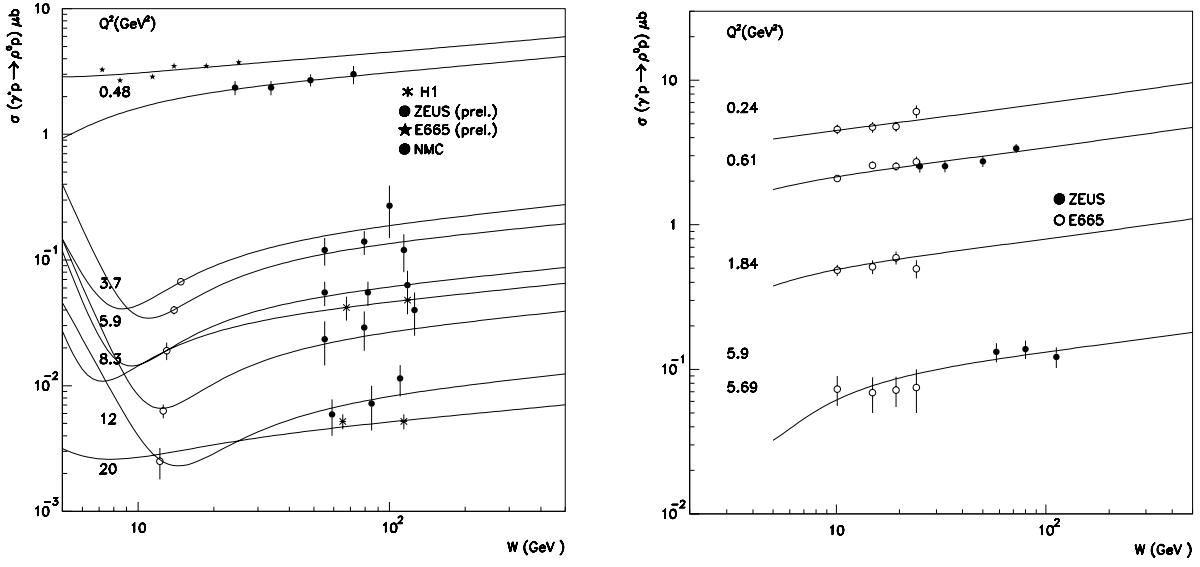 σ (γ*p→ρ⁰p) μb
Q²(GeV²)
10
1
10⁻¹
10⁻²
10⁻³
0.48
3.7
5.9
8.3
12
20
H1
ZEUS (prel.)
E665 (prel.)
NMC
10
10²
W (GeV)
σ (γ*p→ρ⁰p) μb
Q²(GeV²)
10
1
10⁻¹
10⁻²
0.24
0.61
1.84
5.9
5.69
ZEUS
E665
10
10²
W (GeV)